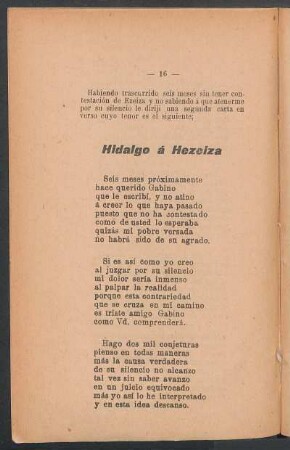 — 16 —
Habiendo trascurrido seis meses sin tener con-
testación de Ezeiza y no sabiendo á que atenerme
por su silencio le dirijí una segunda carta en
verso cuyo tenor es el siguiente;
Hidalgo á Hezeiza
Seis meses próximamente
hace querido Gabino
que le escribí, y no atino
á creer lo que haya pasado
puesto que no ha contestado
como de usted lo esperaba
quizás mi pobre versada
no habrá sido de su agrado.
Si es así como yo creo
al juzgar por su silencio
mi dolor sería inmenso
al palpar la realidad
porque esta contrariedad
que se cruza en mi camino
es triste amigo Gabino
como Vd. comprenderá.
Hago dos mil conjeturas
pienso en todas maneras
más la causa verdadera
de su silencio no alcanzo
tal vez sin saber avanzo
en un juicio equivocado
más yo así lo he interpretado
y en esta idea descanso.